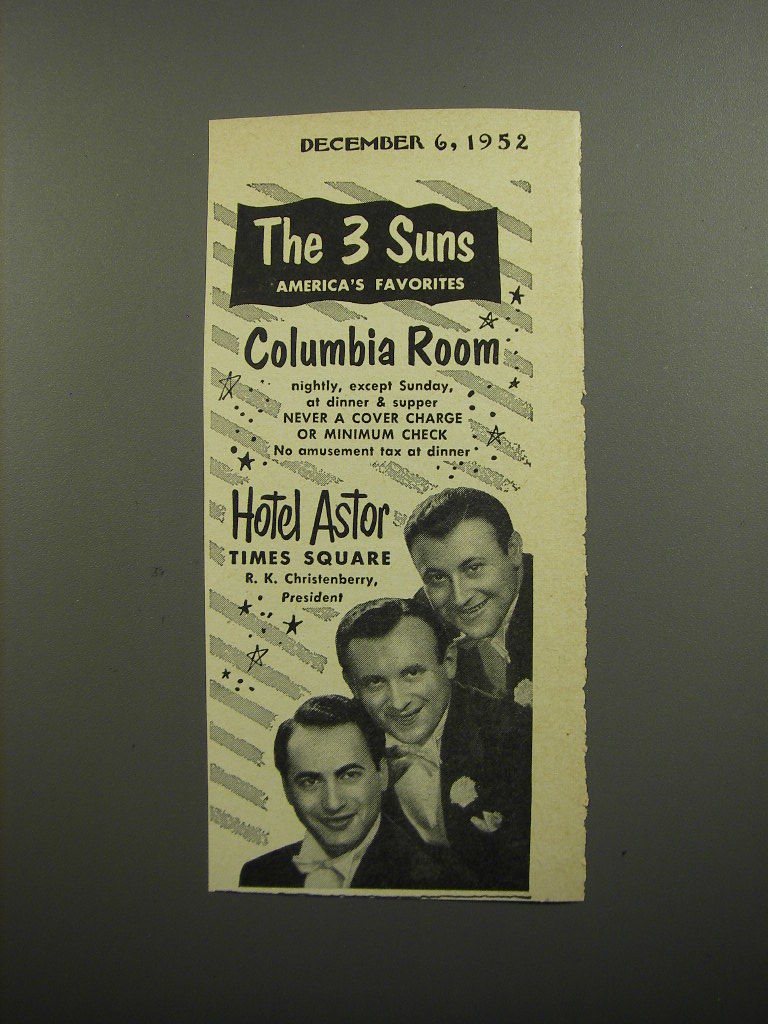 DECEMBER 6, 1952
The 3 Suns
AMERICA'S FAVORITES
Columbia Room
nightly, except Sunday,
at dinner & supper
NEVER A COVER CHARGE
OR MINIMUM CHECK
No amusement tax at dinner
Hotel Astor
TIMES SQUARE
R. K. Christenberry,
President